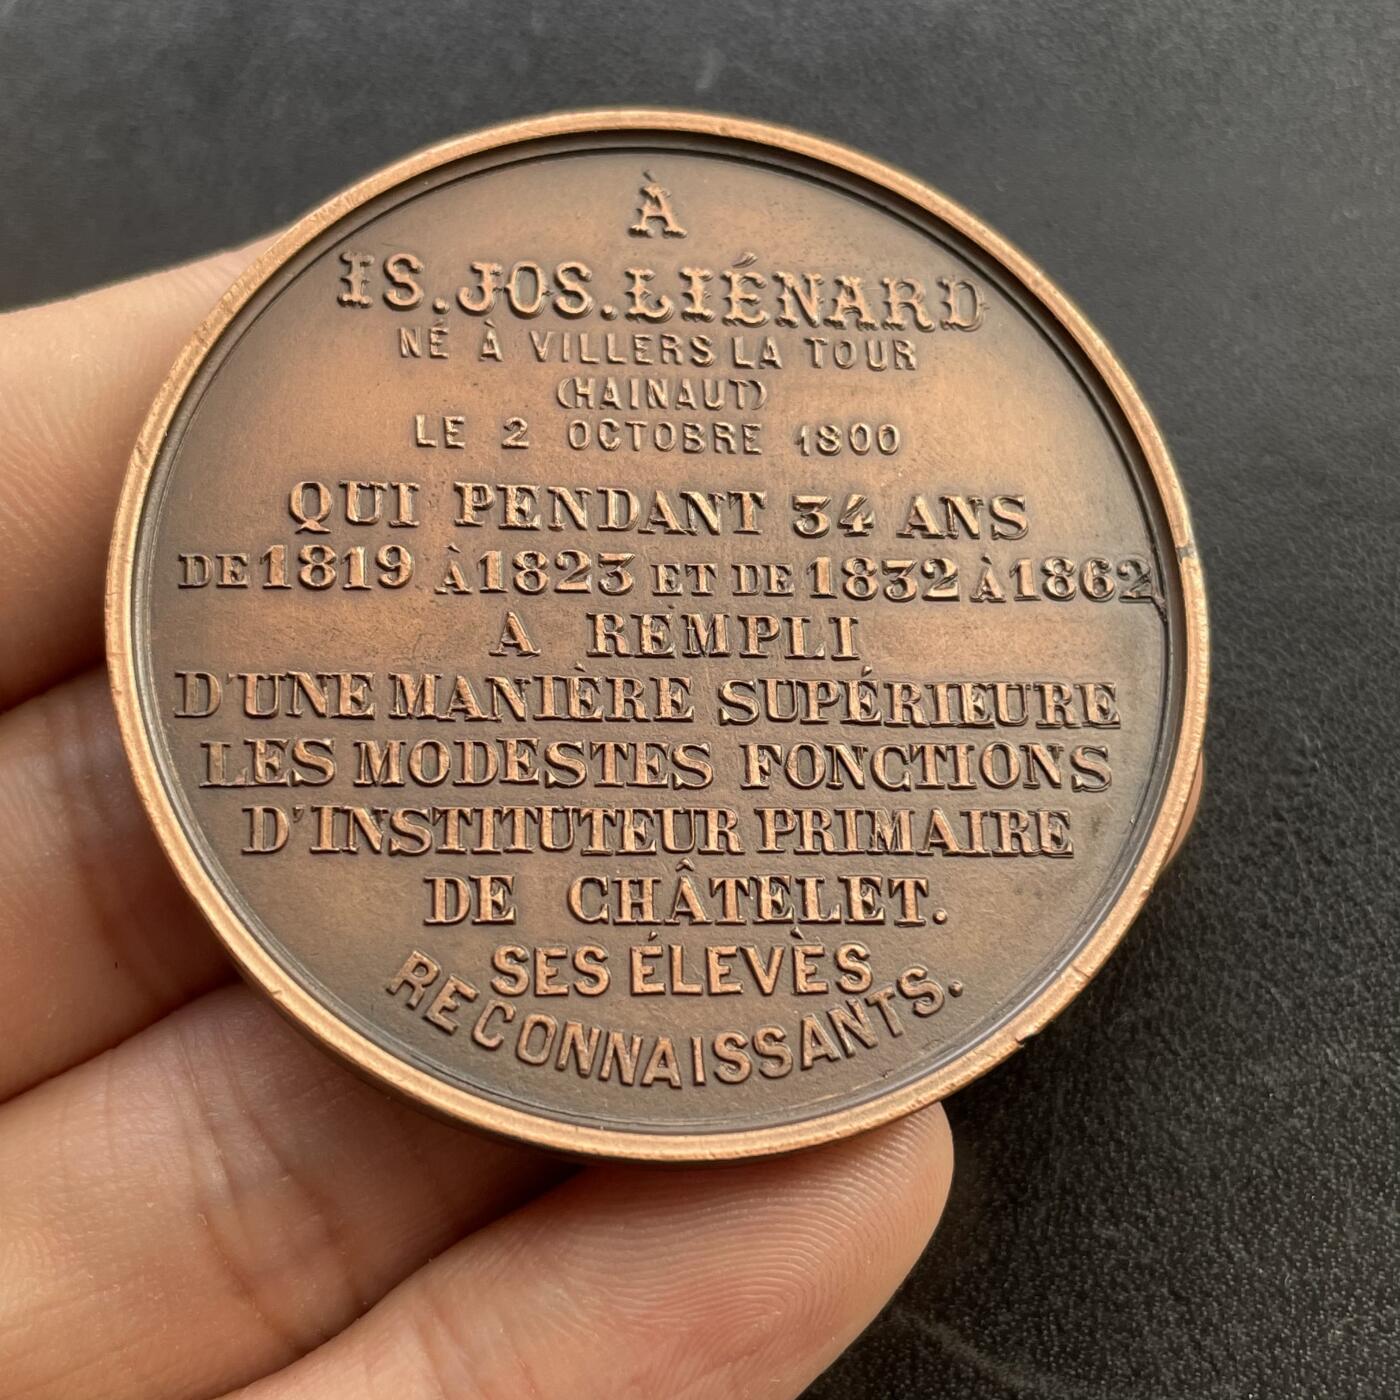 À
IS. JOS. LIÉNARD
NÉ À VILLERS LA TOUR
(HAINAUT)
LE 2 OCTOBRE 1800
QUI PENDANT 34 ANS
DE 1819 À 1823 ET DE 1832 À 1862
A REMPLI
D'UNE MANIÈRE SUPÉRIEURE
LES MODESTES FONCTIONS
D'INSTITUTEUR PRIMAIRE
DE CHÂTELET.
SES ÉLEVÈS
RECONNAISSANTS.